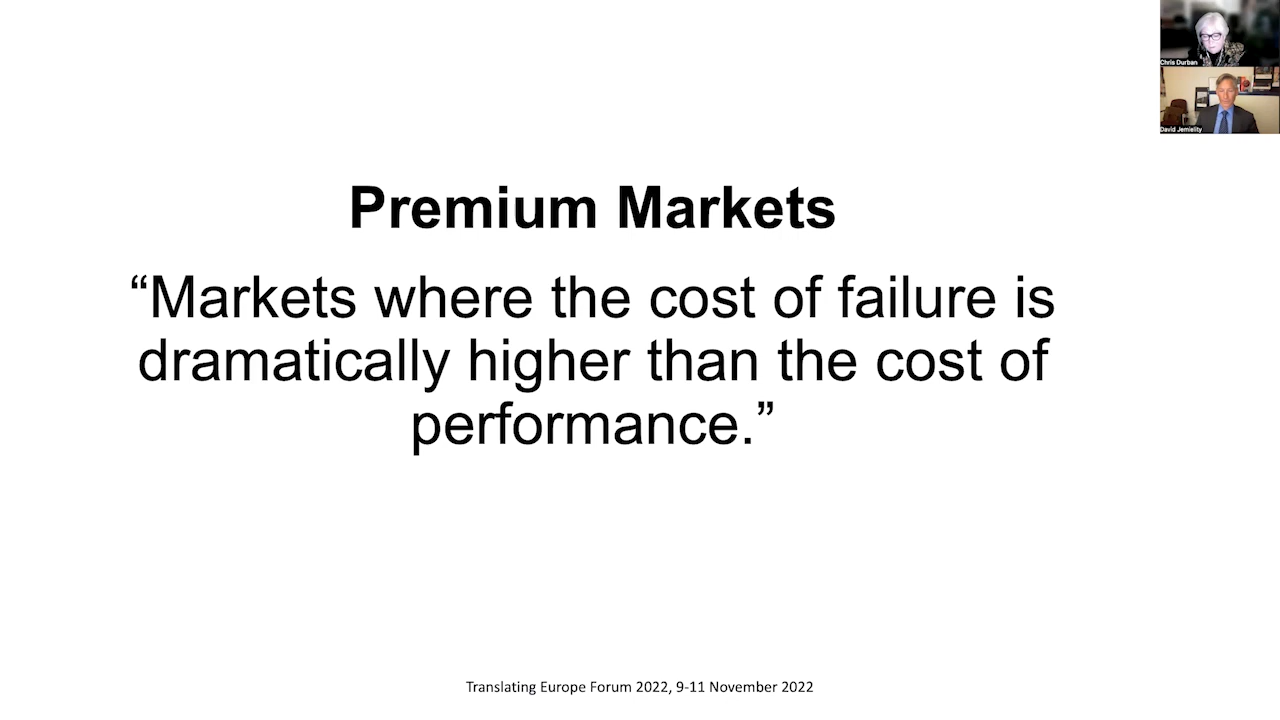 Chris Durban
David Jemielity
Premium Markets
“Markets where the cost of failure is
dramatically higher than the cost of
performance.”
Translating Europe Forum 2022, 9-11 November 2022